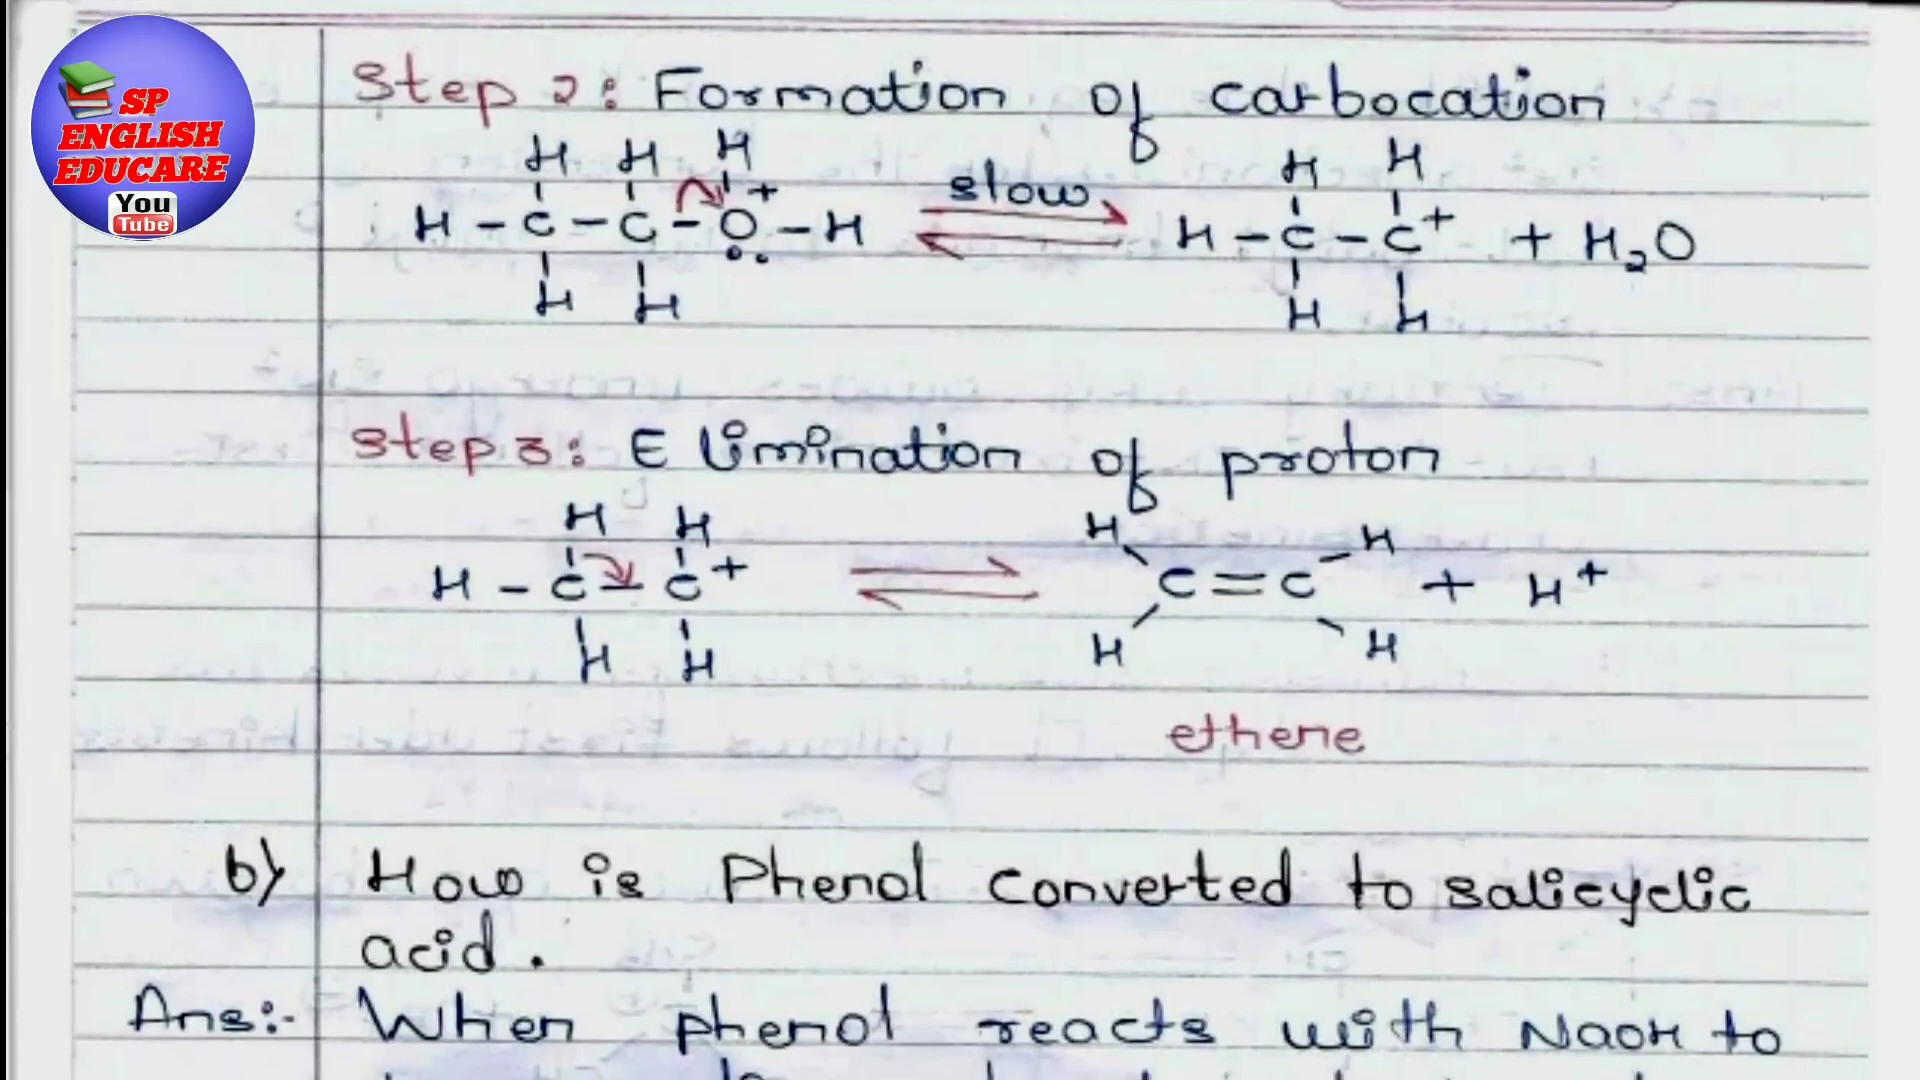 SP
ENGLISH
EDUCARE
You
Tube
Step 2: Formation of carbocation
H H H
H - C - C - O - H slow H - C - C+ + H2O
H H
H H
H H
Step 3: Elimination of proton
H H
H - C - C+ C = C + H+
H H
H H
H H
ethene
b) How is Phenol converted to salicyclic
acid.
Ans:- When phenol reacts with NaOH to